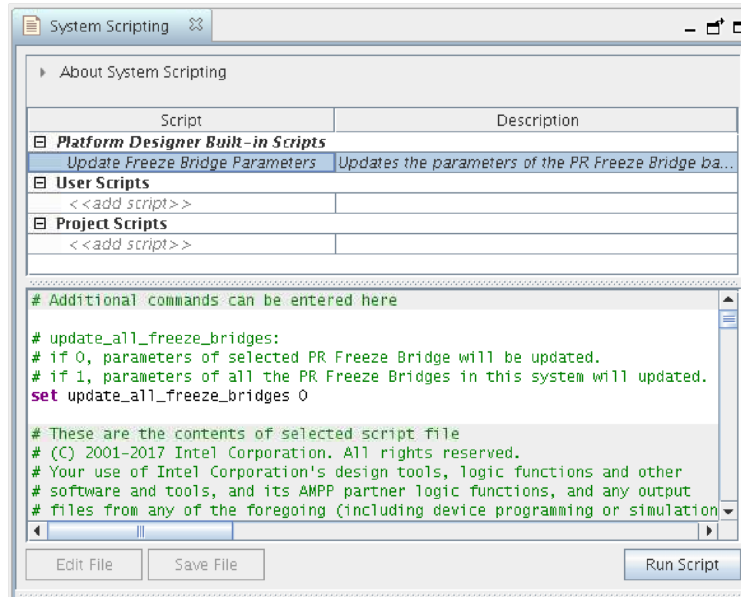 System Scripting
About System Scripting
Script Description
Platform Designer Built-in Scripts
Update Freeze Bridge Parameters Updates the parameters of the PR Freeze Bridge ba...
User Scripts
<<add script>>
Project Scripts
<<add script>>
# Additional commands can be entered here
# update_all_freeze_bridges:
# if 0, parameters of selected PR Freeze Bridge will be updated.
# if 1, parameters of all the PR Freeze Bridges in this system will updated.
set update_all_freeze_bridges 0
# These are the contents of selected script file
# (C) 2001-2017 Intel Corporation. All rights reserved.
# Your use of Intel Corporation's design tools, logic functions and other
# software and tools, and its AMPP partner logic functions, and any output
# files from any of the foregoing (including device programming or simulation
Edit File Save File Run Script